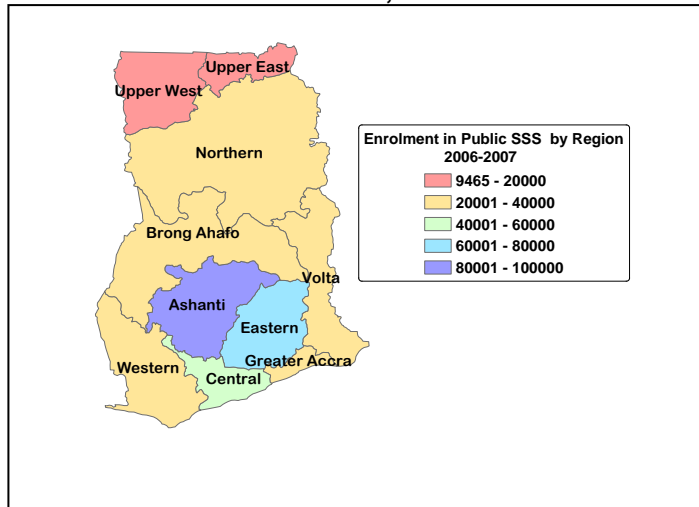 Upper East
Upper West
Northern
Brong Ahafo
Volta
Ashanti
Eastern
Greater Accra
Western
Central
Enrolment in Public SSS by Region
2006-2007
9465 - 20000
20001 - 40000
40001 - 60000
60001 - 80000
80001 - 100000